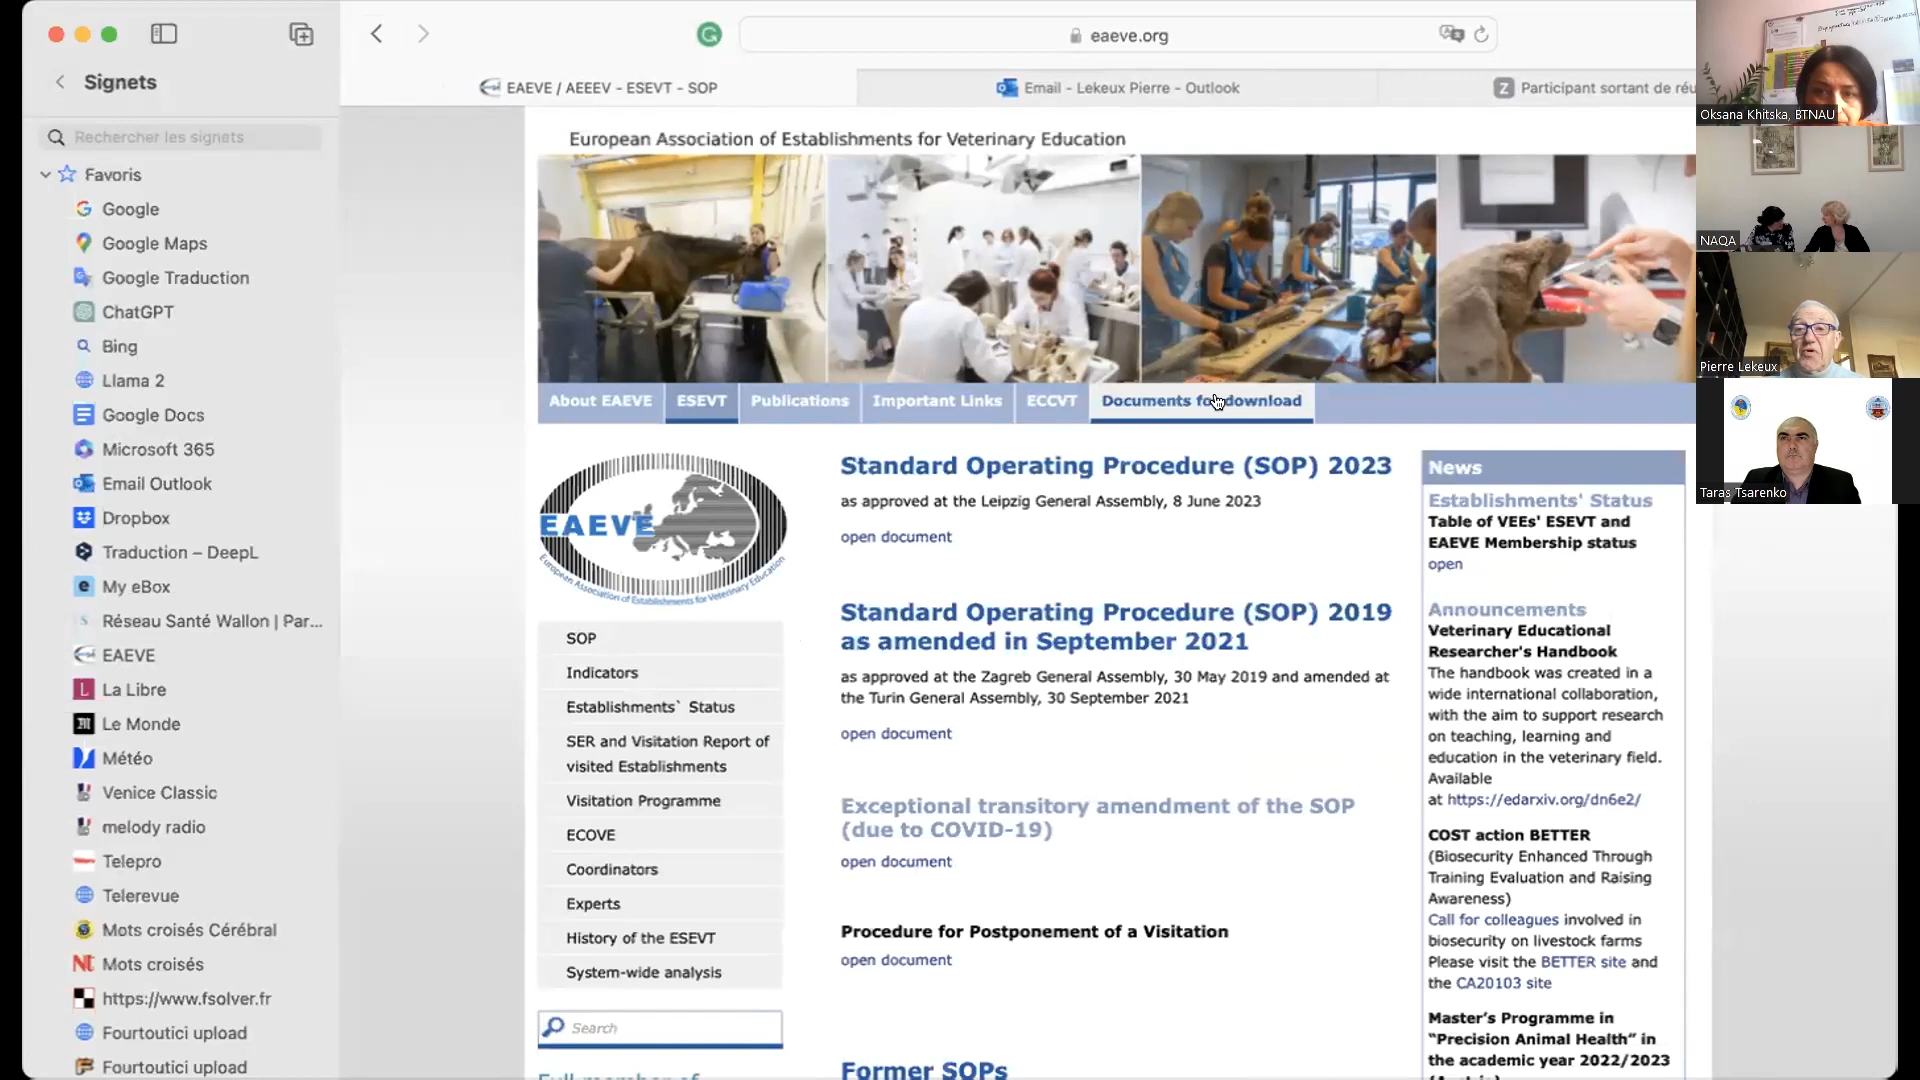 eaeve.org
Signets
EAEVE / AEEEV - ESEVT - SOP
Email - Lekeux Pierre - Outlook
Participant sortant de réu
Rechercher les signets
Favoris
Google
Google Maps
Google Traduction
ChatGPT
Bing
Llama 2
Google Docs
Microsoft 365
Email Outlook
Dropbox
Traduction – DeepL
My eBox
Réseau Santé Wallon | Par...
EAEVE
La Libre
Le Monde
Météo
Venice Classic
melody radio
Telepro
Telerevue
Mots croisés Cérébral
Mots croisés
https://www.fsolver.fr
Fourtoutici upload
Fourtoutici upload
European Association of Establishments for Veterinary Education
About EAEVE
ESEVT
Publications
Important Links
ECCVT
Documents for download
EAEVE
European Association of Establishments for Veterinary Education
SOP
Indicators
Establishments` Status
SER and Visitation Report of
visited Establishments
Visitation Programme
ECOVE
Coordinators
Experts
History of the ESEVT
System-wide analysis
Search
Full member of
Standard Operating Procedure (SOP) 2023
as approved at the Leipzig General Assembly, 8 June 2023
open document
Standard Operating Procedure (SOP) 2019
as amended in September 2021
as approved at the Zagreb General Assembly, 30 May 2019 and amended at
the Turin General Assembly, 30 September 2021
open document
Exceptional transitory amendment of the SOP
(due to COVID-19)
open document
Procedure for Postponement of a Visitation
open document
Former SOPs
News
Establishments' Status
Table of VEEs' ESEVT and
EAEVE Membership status
open
Announcements
Veterinary Educational
Researcher's Handbook
The handbook was created in a
wide international collaboration,
with the aim to support research
on teaching, learning and
education in the veterinary field.
Available
at https://edarxiv.org/dn6e2/
COST action BETTER
(Biosecurity Enhanced Through
Training Evaluation and Raising
Awareness)
Call for colleagues involved in
biosecurity on livestock farms
Please visit the BETTER site and
the CA20103 site
Master's Programme in
"Precision Animal Health" in
the academic year 2022/2023
Oksana Khitska, BTNAU
NAQA
Pierre Lekeux
Taras Tsarenko